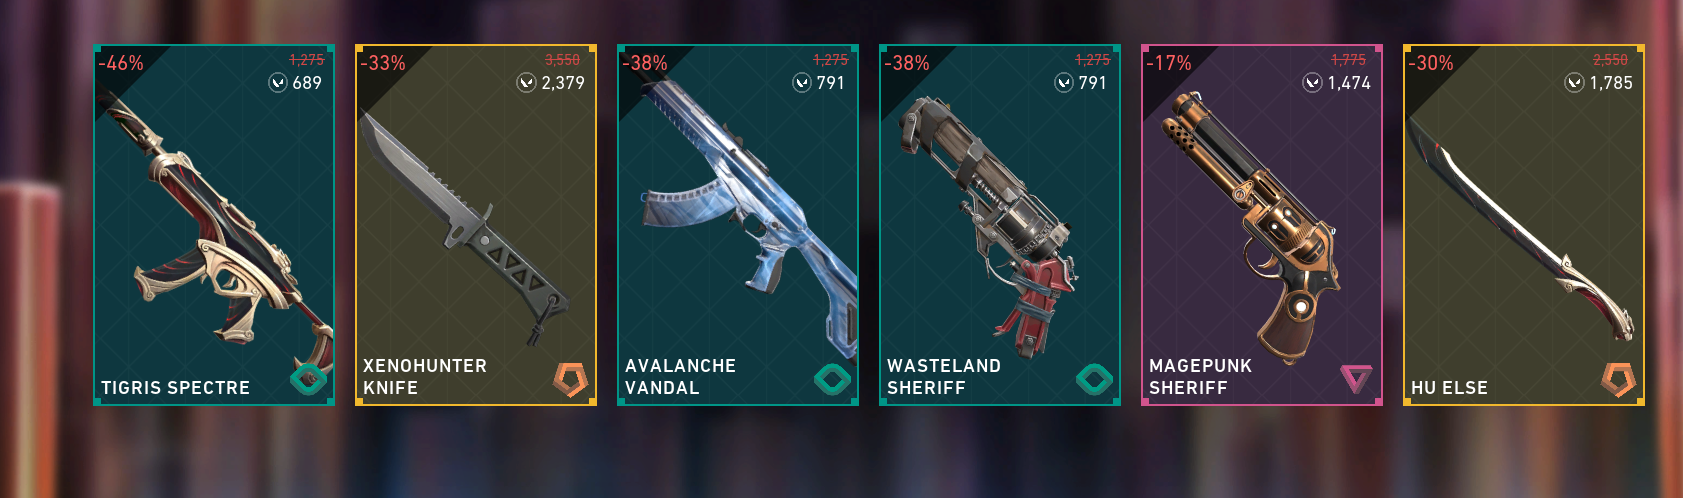 -46%
1,275
689
TIGRIS SPECTRE
-33%
3,550
2,379
XENOHUNTER
KNIFE
-38%
1,275
791
AVALANCHE
VANDAL
-38%
1,275
791
WASTELAND
SHERIFF
-17%
1,775
1,474
MAGEPUNK
SHERIFF
-30%
2,550
1,785
HU ELSE